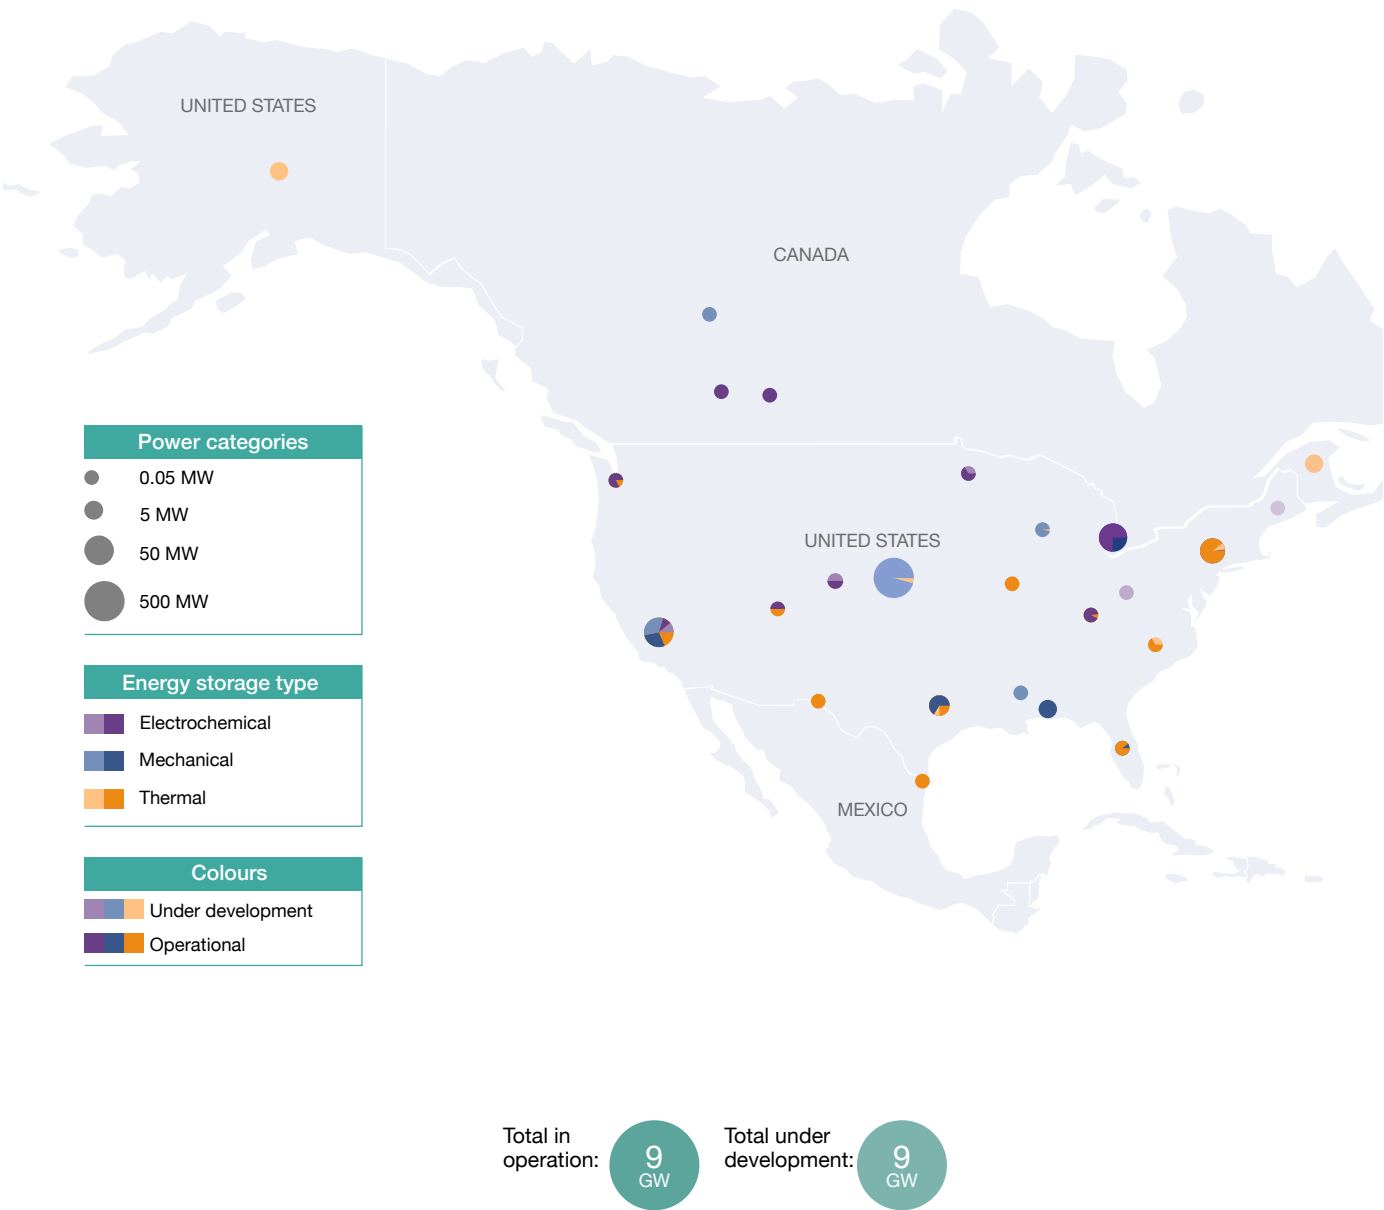 UNITED STATES
CANADA
Power categories
0.05 MW
5 MW
50 MW
500 MW
UNITED STATES
Energy storage type
Electrochemical
Mechanical
Thermal
MEXICO
Colours
Under development
Operational
Total in
operation:
9
GW
Total under
development:
9
GW